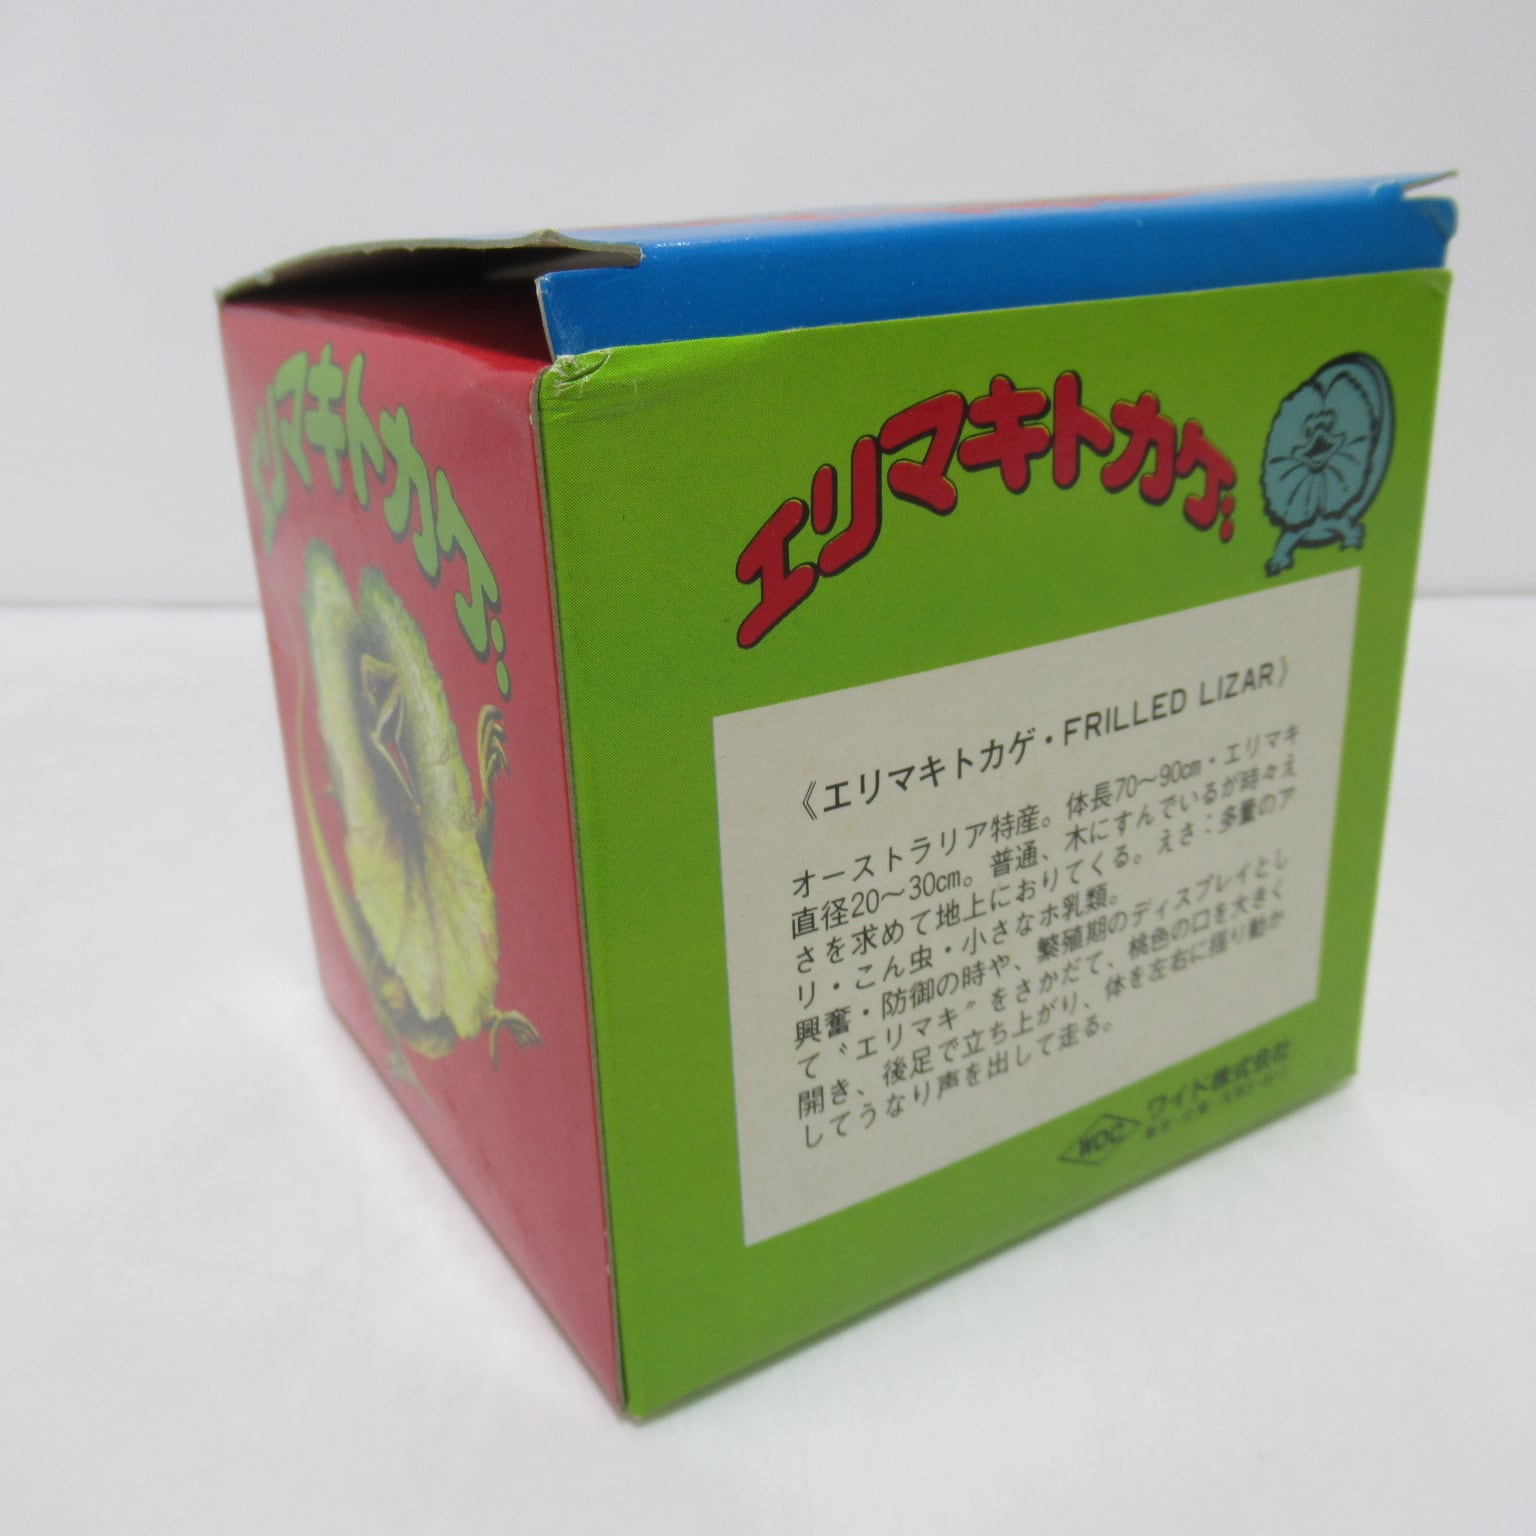 エリマキトカゲ
エリマキトカゲ
《エリマキトカゲ・FRILLED LIZAR》
オーストラリア特産。体長70〜90cm・エリマキ
直径20〜30cm。普通、木にすんでいるが時々え
さを求めて地上におりてくる。えさ：多量のア
リ・こん虫・小さなホ乳類。
興奮・防御の時や、繁殖期のディスプレイとし
て〝エリマキ〟をさかだて、桃色の口を大きく
開き、後足で立ち上がり、体を左右に揺り動か
してうなり声を出して走る。
WDC ワイド株式会社